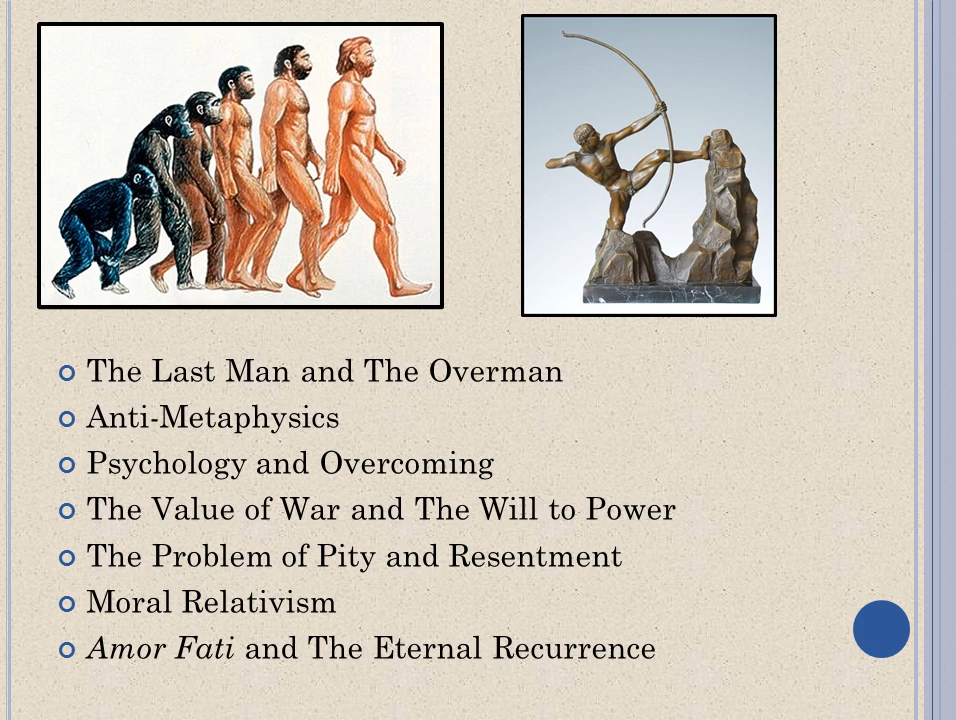 The Last Man and The Overman
Anti-Metaphysics
Psychology and Overcoming
The Value of War and The Will to Power
The Problem of Pity and Resentment
Moral Relativism
Amor Fati and The Eternal Recurrence